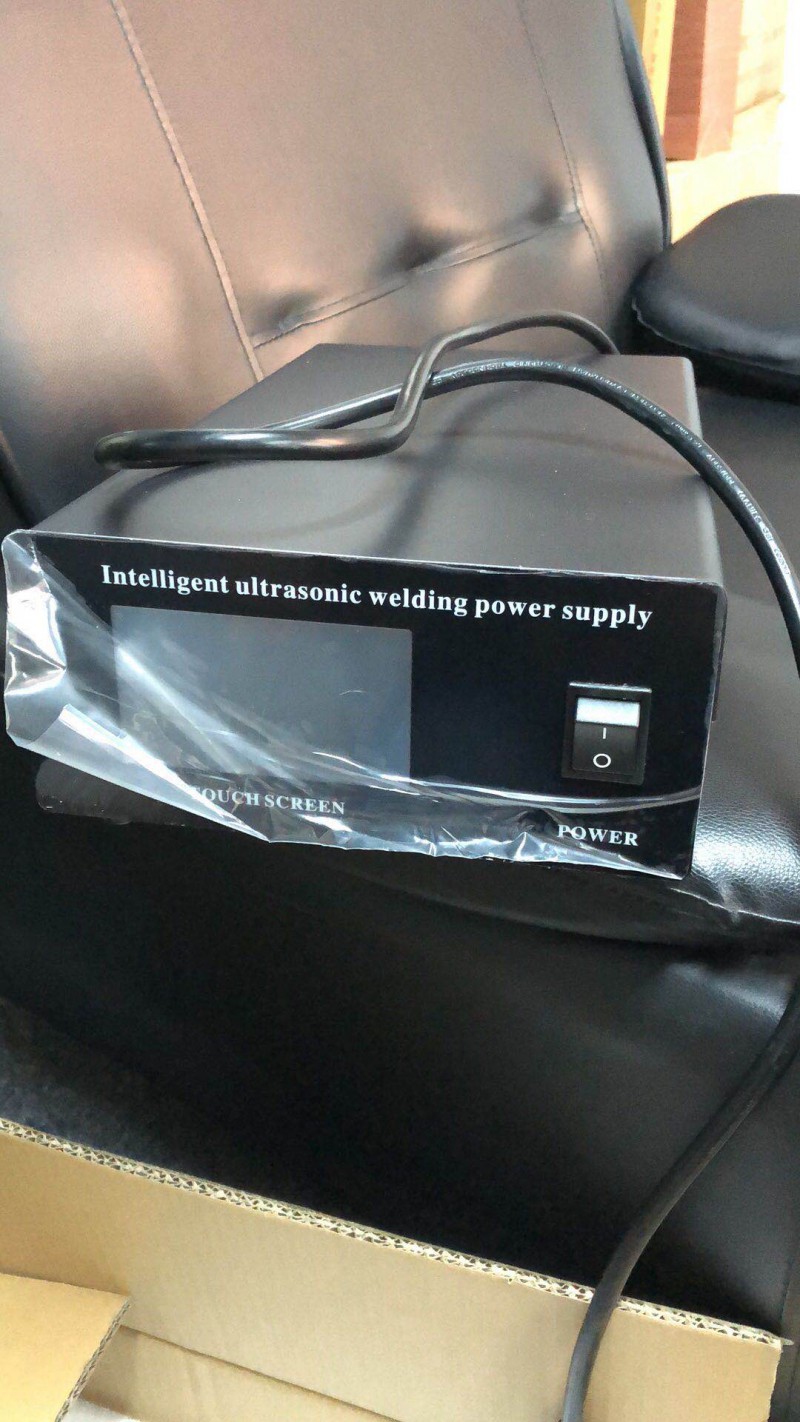 Intelligent ultrasonic welding power supply
I
O
TOUCH SCREEN
POWER